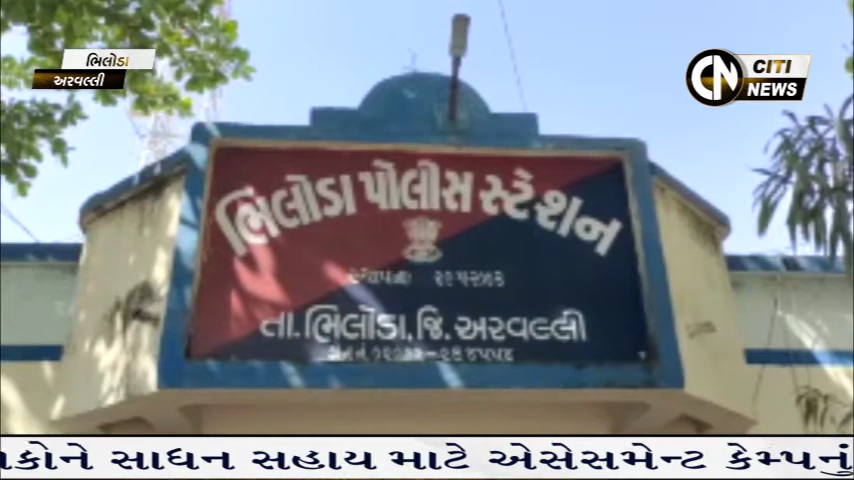 ભિલોડા
અરવલ્લી
CN CITI
NEWS
ભિલોડા પોલીસ સ્ટેશન
તા. ભિલોડા, જિ. અરવલ્લી
સાધન સહાય માટે એસેસમેન્ટ કેમ્પનું